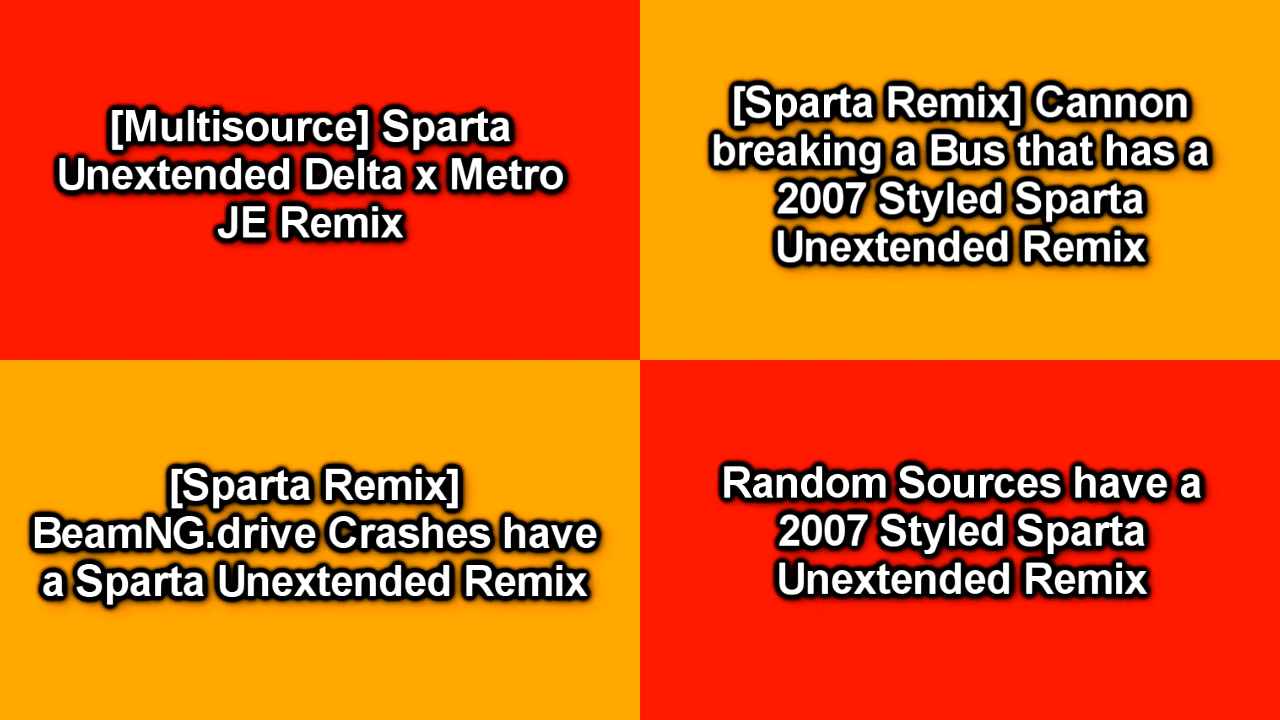 [Multisource] Sparta
Unextended Delta x Metro
JE Remix
[Sparta Remix] Cannon
breaking a Bus that has a
2007 Styled Sparta
Unextended Remix
[Sparta Remix]
BeamNG.drive Crashes have
a Sparta Unextended Remix
Random Sources have a
2007 Styled Sparta
Unextended Remix